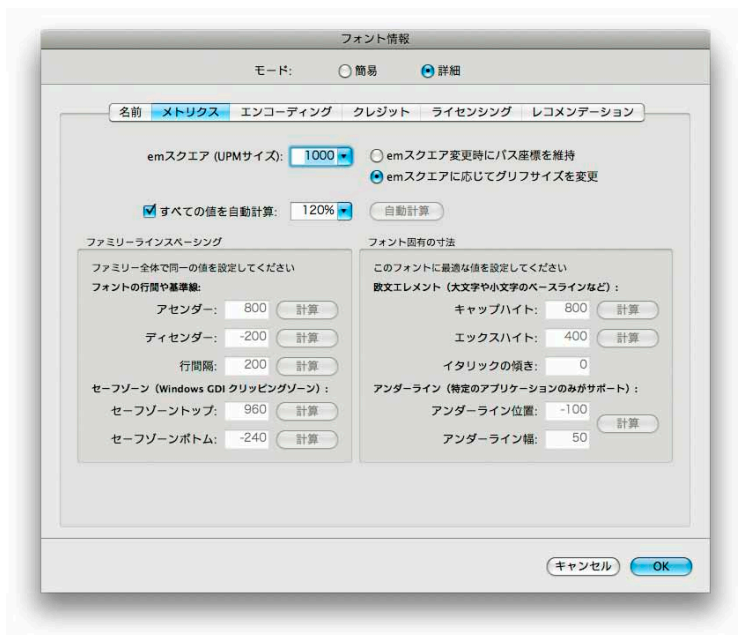 フォント情報
モード: 簡易 詳細
名前 メトリクス エンコーディング クレジット ライセンシング レコメンデーション
emスクエア (UPMサイズ): 1000 emスクエア変更時にパス座標を維持
emスクエアに応じてグリフサイズを変更
すべての値を自動計算: 120% 自動計算
ファミリーラインスペーシング
ファミリー全体で同一の値を設定してください
フォントの行間や基準線:
アセンダー: 800 計算
ディセンダー: -200 計算
行間隔: 200 計算
セーフゾーン（Windows GDI クリッピングゾーン）:
セーフゾーントップ: 960 計算
セーフゾーンボトム: -240 計算
フォント固有の寸法
このフォントに最適な値を設定してください
欧文エレメント（大文字や小文字のベースラインなど）:
キャップハイト: 800 計算
エックスハイト: 400 計算
イタリックの傾き: 0
アンダーライン（特定のアプリケーションのみがサポート）:
アンダーライン位置: -100
計算
アンダーライン幅: 50
キャンセル OK